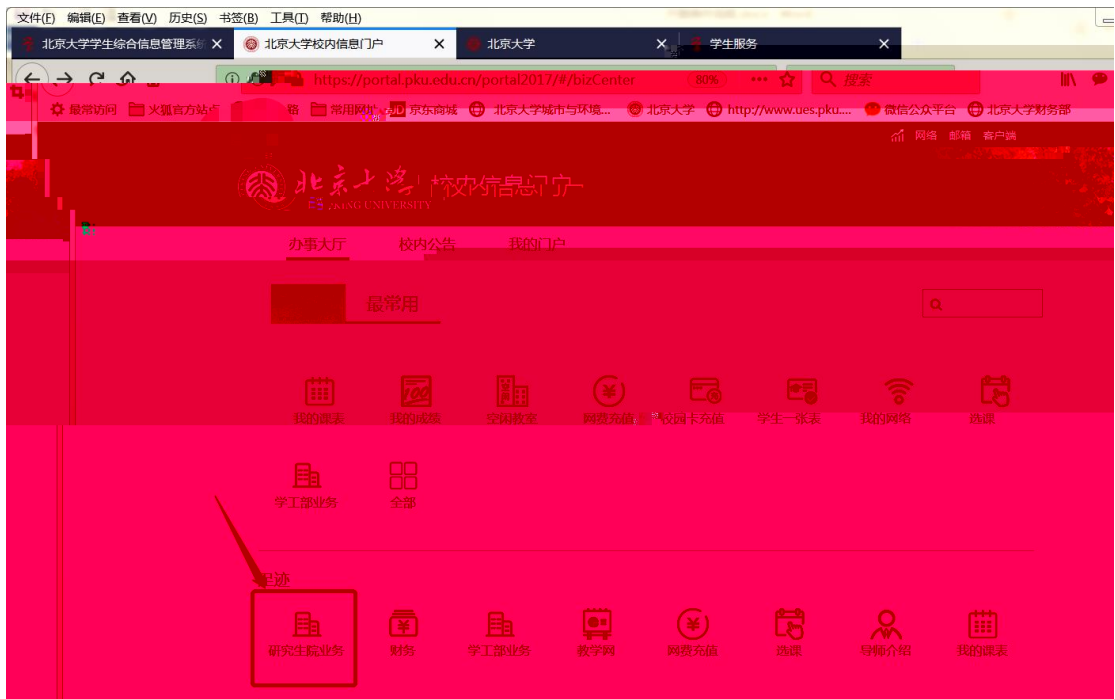 文件(F) 编辑(E) 查看(V) 历史(S) 书签(B) 工具(T) 帮助(H)
北京大学学生综合信息管理系统 北京大学校内信息门户 北京大学 学生服务
https://portal.pku.edu.cn/portal2017/#/bizCenter 80% 搜索
最常访问 火狐官方站点 常用网址 京东商城 北京大学城市与环境... 北京大学 http://www.ues.pku.... 微信公众平台 北京大学财务部
网络 邮箱 客户端
北京大学 校内信息门户
UNIVERSITY
办事大厅 校内公告 我的门户
最常用
我的课表 我的成绩 空闲教室 网费充值 校园卡充值 学生一张表 我的网络 选课
学工部业务 全部
足迹
研究生院业务 财务 学工部业务 教学网 网费充值 选课 导师介绍 我的课表